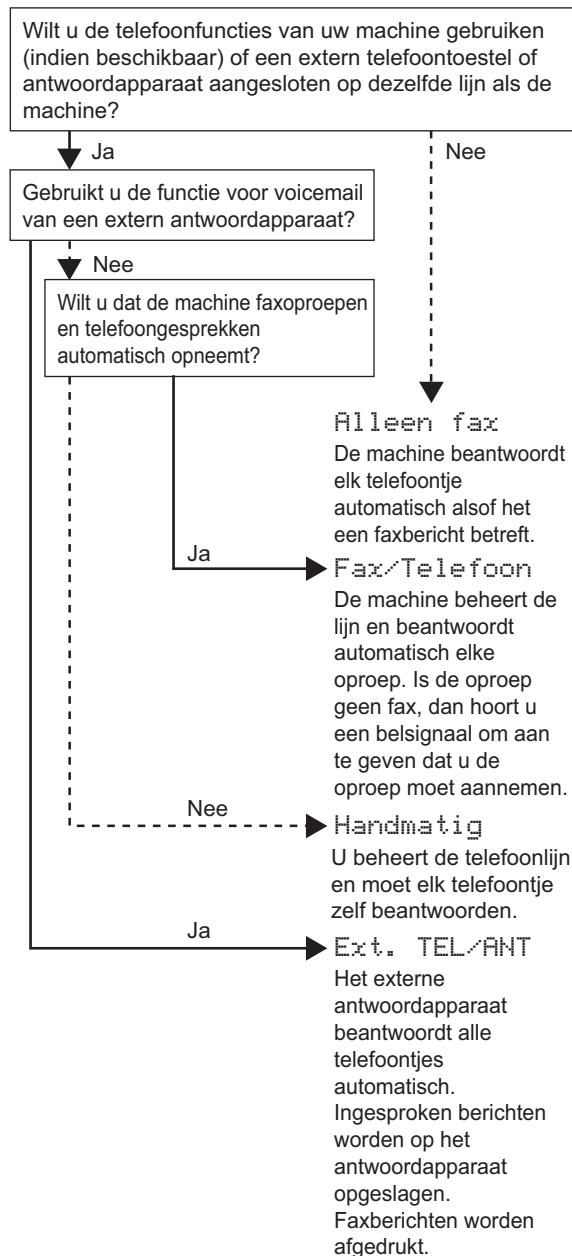 Wilt u de telefoonfuncties van uw machine gebruiken
(indien beschikbaar) of een extern telefoontoestel of
antwoordapparaat aangesloten op dezelfde lijn als de
machine?
Ja
Nee
Gebruikt u de functie voor voicemail
van een extern antwoordapparaat?
Nee
Wilt u dat de machine faxoproepen
en telefoongesprekken
automatisch opneemt?
Alleen fax
De machine beantwoordt
elk telefoontje
automatisch alsof het
een faxbericht betreft.
Ja
Fax/Telefoon
De machine beheert de
lijn en beantwoordt
automatisch elke
oproep. Is de oproep
geen fax, dan hoort u
een belsignaal om aan
te geven dat u de
oproep moet aannemen.
Nee
Handmatig
U beheert de telefoonlijn
en moet elk telefoontje
zelf beantwoorden.
Ja
Ext. TEL/ANT
Het externe
antwoordapparaat
beantwoordt alle
telefoontjes
automatisch.
Ingesproken berichten
worden op het
antwoordapparaat
opgeslagen.
Faxberichten worden
afgedrukt.